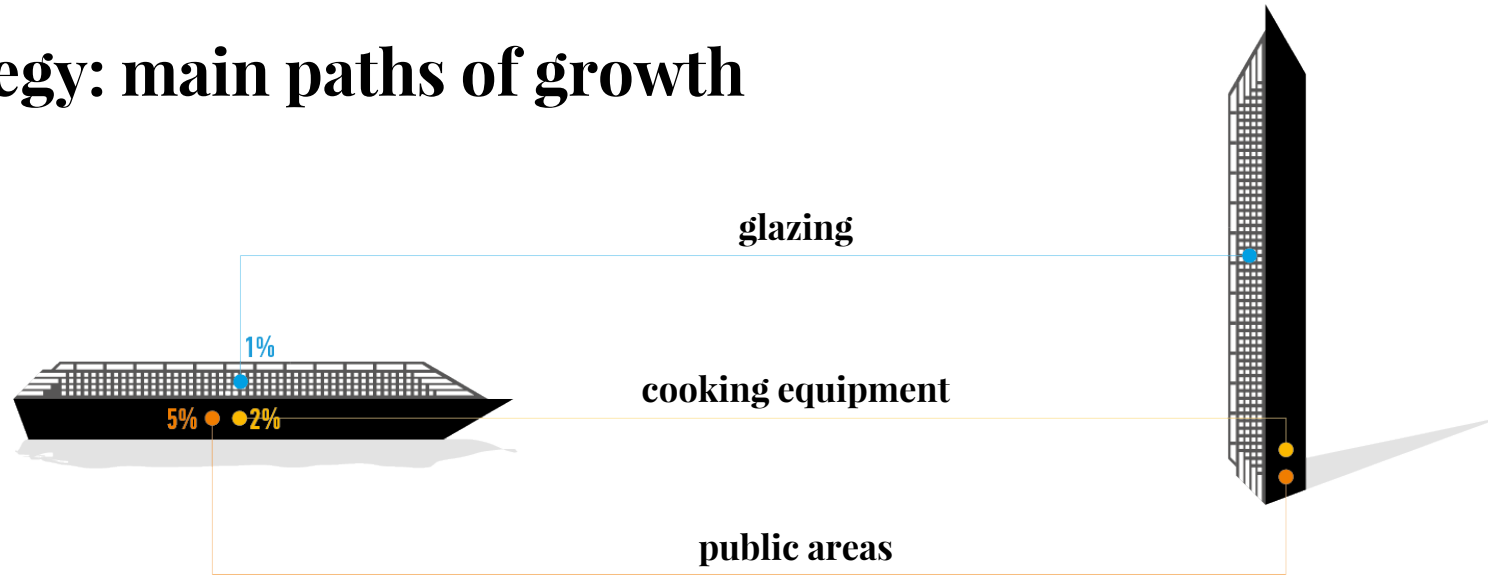 egy: main paths of growth
glazing
1%
cooking equipment
5%
2%
public areas